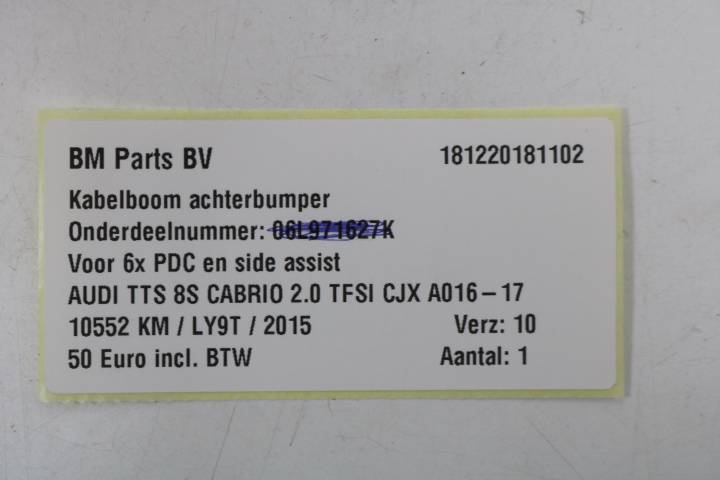 BM Parts BV 181220181102
Kabelboom achterbumper
Onderdeelnummer: 06L971627K
Voor 6x PDC en side assist
AUDI TTS 8S CABRIO 2.0 TFSI CJX A016-17
10552 KM / LY9T / 2015 Verz: 10
50 Euro incl. BTW Aantal: 1